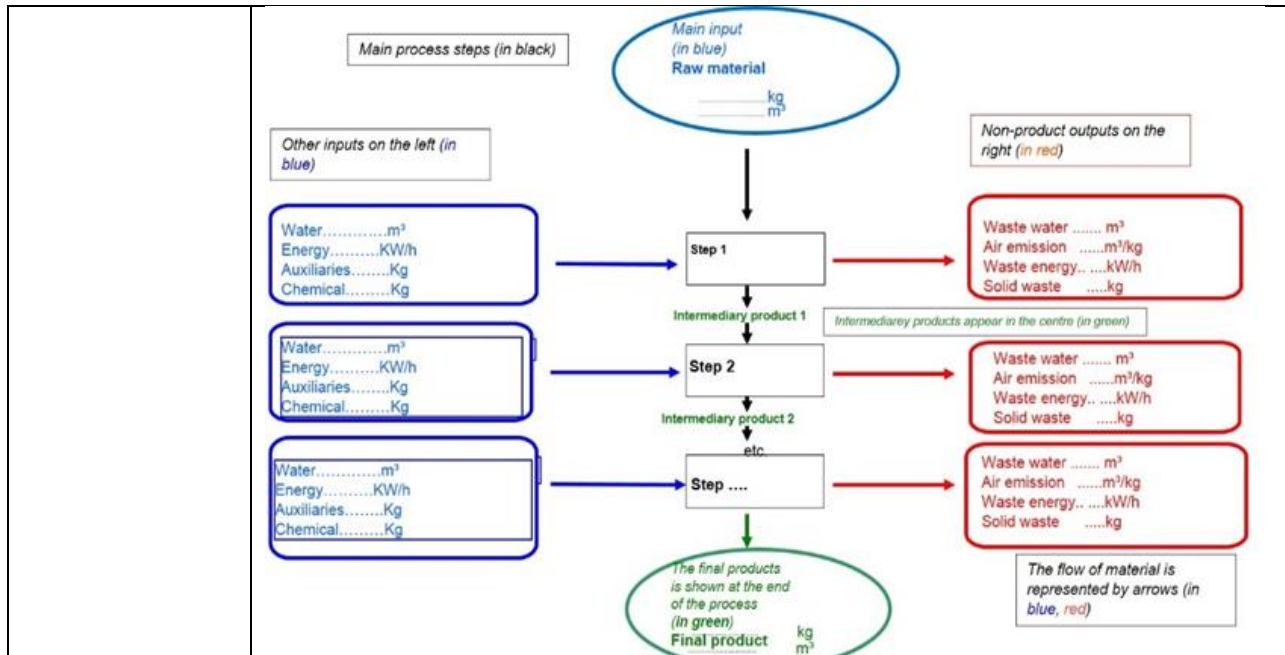 Main process steps (in black)
Main input
(in blue)
Raw material
............kg
............m³
Other inputs on the left (in
blue)
Non-product outputs on the
right (in red)
Water.............m³
Energy..........KW/h
Auxiliaries........Kg
Chemical.........Kg
Step 1
Waste water ....... m³
Air emission ......m³/kg
Waste energy.. ....kW/h
Solid waste .....kg
Intermediary product 1
Intermediarey products appear in the centre (in green)
Water.............m³
Energy..........KW/h
Auxiliaries........Kg
Chemical.........Kg
Step 2
Waste water ....... m³
Air emission ......m³/kg
Waste energy.. ....kW/h
Solid waste .....kg
Intermediary product 2
etc.
Water.............m³
Energy..........KW/h
Auxiliaries........Kg
Chemical.........Kg
Step ....
Waste water ....... m³
Air emission ......m³/kg
Waste energy.. ....kW/h
Solid waste .....kg
The final products
is shown at the end
of the process
(In green)
Final product
kg
m³
The flow of material is
represented by arrows (in
blue, red)